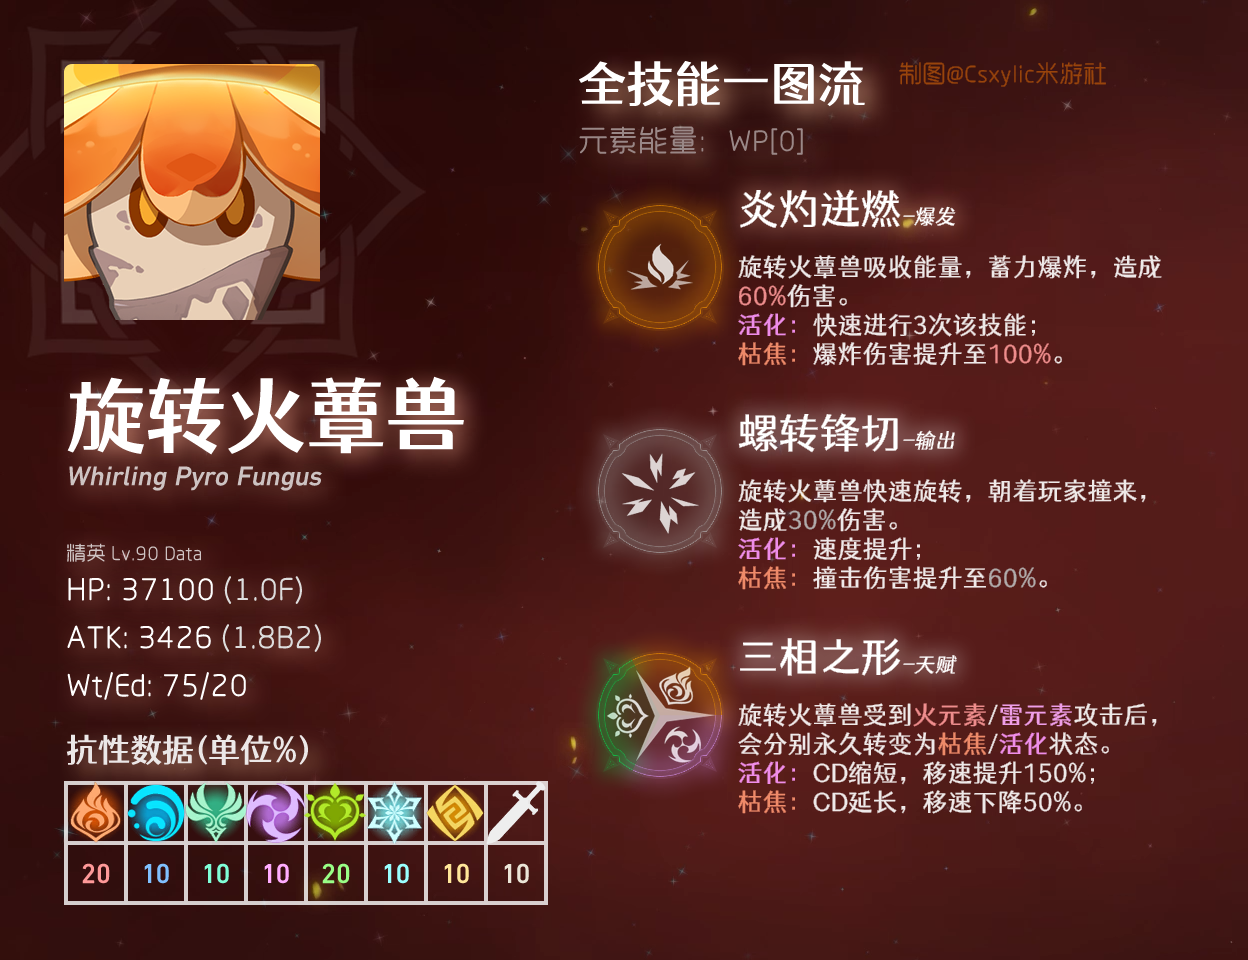 旋转火蕈兽
Whirling Pyro Fungus
精英 Lv.90 Data
HP: 37100 (1.0F)
ATK: 3426 (1.8B2)
Wt/Ed: 75/20
抗性数据(单位%)
20 10 10 10 20 10 10 10
全技能一图流
制图@Csxylic米游社
元素能量: WP[0]
炎灼迸燃-爆发
旋转火蕈兽吸收能量，蓄力爆炸，造成
60%伤害。
活化：快速进行3次该技能；
枯焦：爆炸伤害提升至100%。
螺转锋切-输出
旋转火蕈兽快速旋转，朝着玩家撞来，
造成30%伤害。
活化：速度提升；
枯焦：撞击伤害提升至60%。
三相之形-天赋
旋转火蕈兽受到火元素/雷元素攻击后，
会分别永久转变为枯焦/活化状态。
活化：CD缩短，移速提升150%；
枯焦：CD延长，移速下降50%。